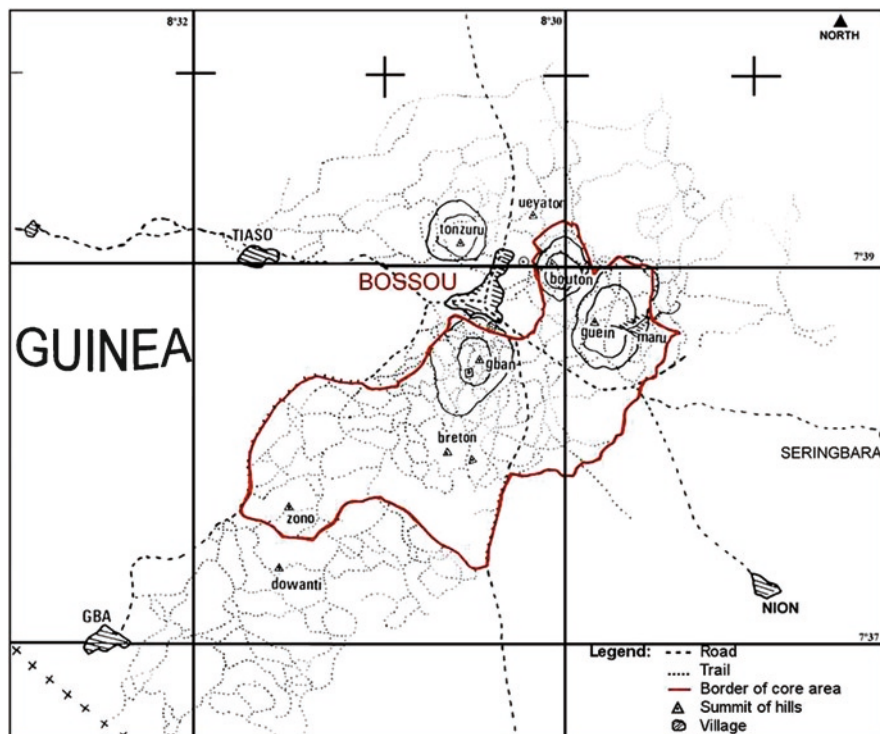 8°32
8°30
NORTH
ueyator
tonzuru
TIASO
7°39
BOSSOU
bouton
GUINEA
guein
maru
gban
breton
SERINGBARA
zono
dowanti
NION
GBA
7°37
Legend:
Road
Trail
Border of core area
Summit of hills
Village